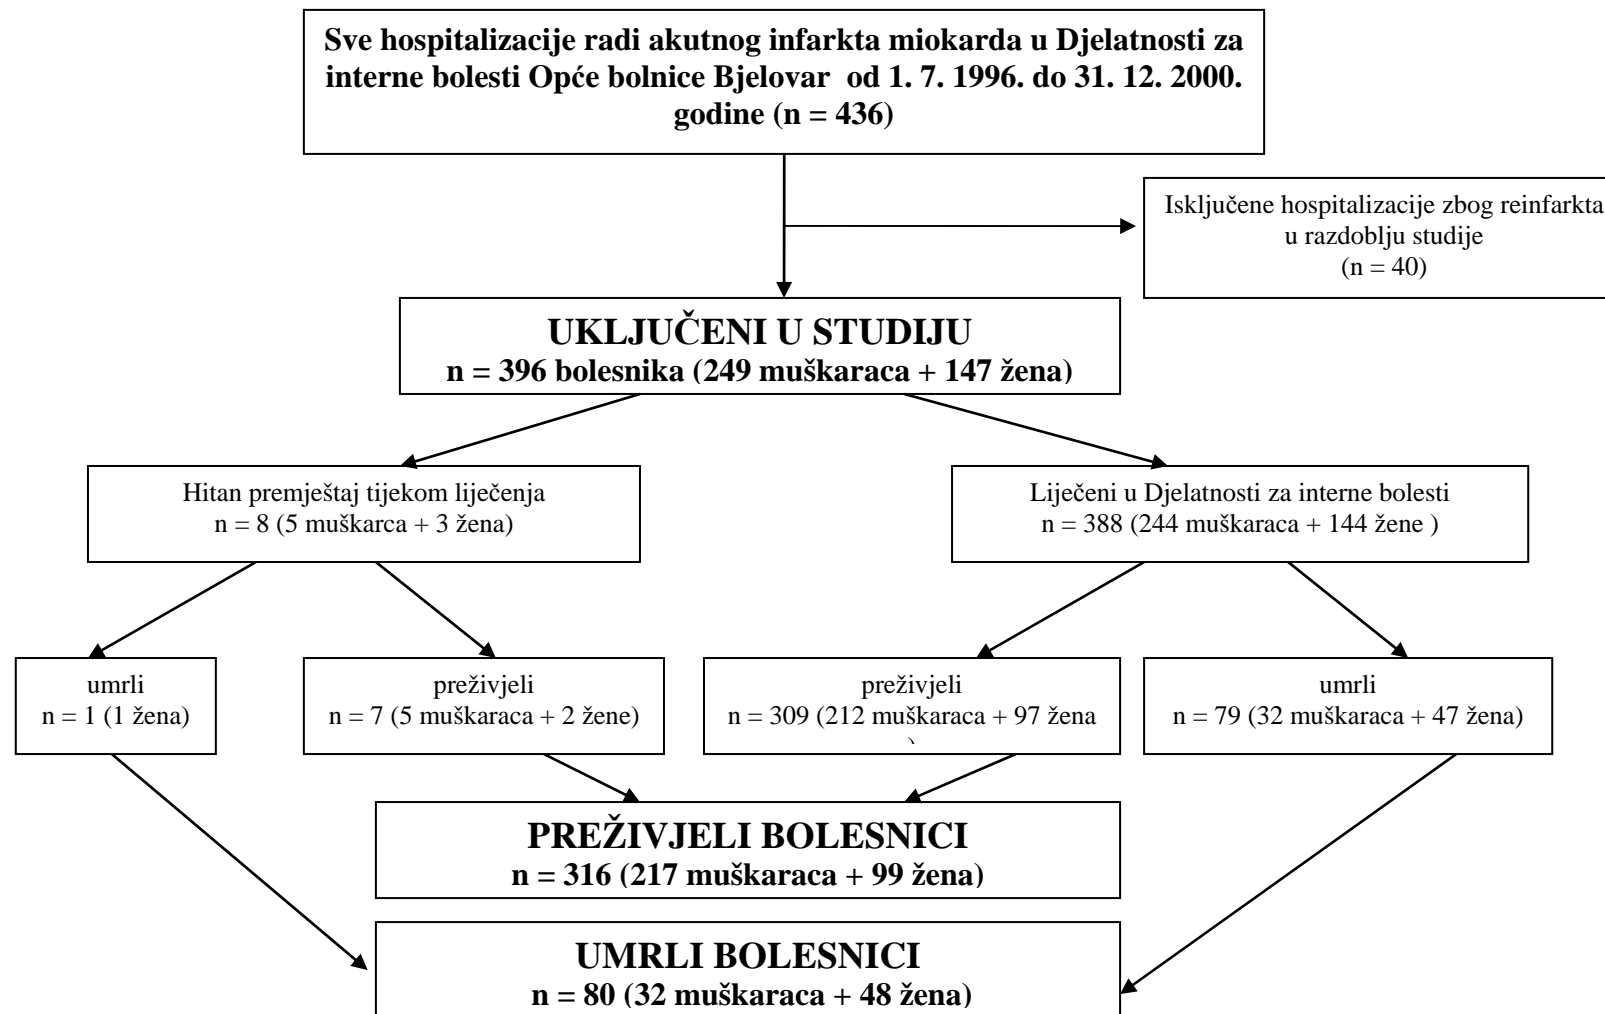 Sve hospitalizacije radi akutnog infarkta miokarda u Djelatnosti za
interne bolesti Opće bolnice Bjelovar od 1. 7. 1996. do 31. 12. 2000.
godine (n = 436)
Isključene hospitalizacije zbog reinfarkta
u razdoblju studije
(n = 40)
UKLJUČENI U STUDIJU
n = 396 bolesnika (249 muškaraca + 147 žena)
Hitan premještaj tijekom liječenja
n = 8 (5 muškarca + 3 žena)
Liječeni u Djelatnosti za interne bolesti
n = 388 (244 muškaraca + 144 žene )
umrli
n = 1 (1 žena)
preživjeli
n = 7 (5 muškaraca + 2 žene)
preživjeli
n = 309 (212 muškaraca + 97 žena
)
umrli
n = 79 (32 muškaraca + 47 žena)
PREŽIVJELI BOLESNICI
n = 316 (217 muškaraca + 99 žena)
UMRLI BOLESNICI
n = 80 (32 muškaraca + 48 žena)